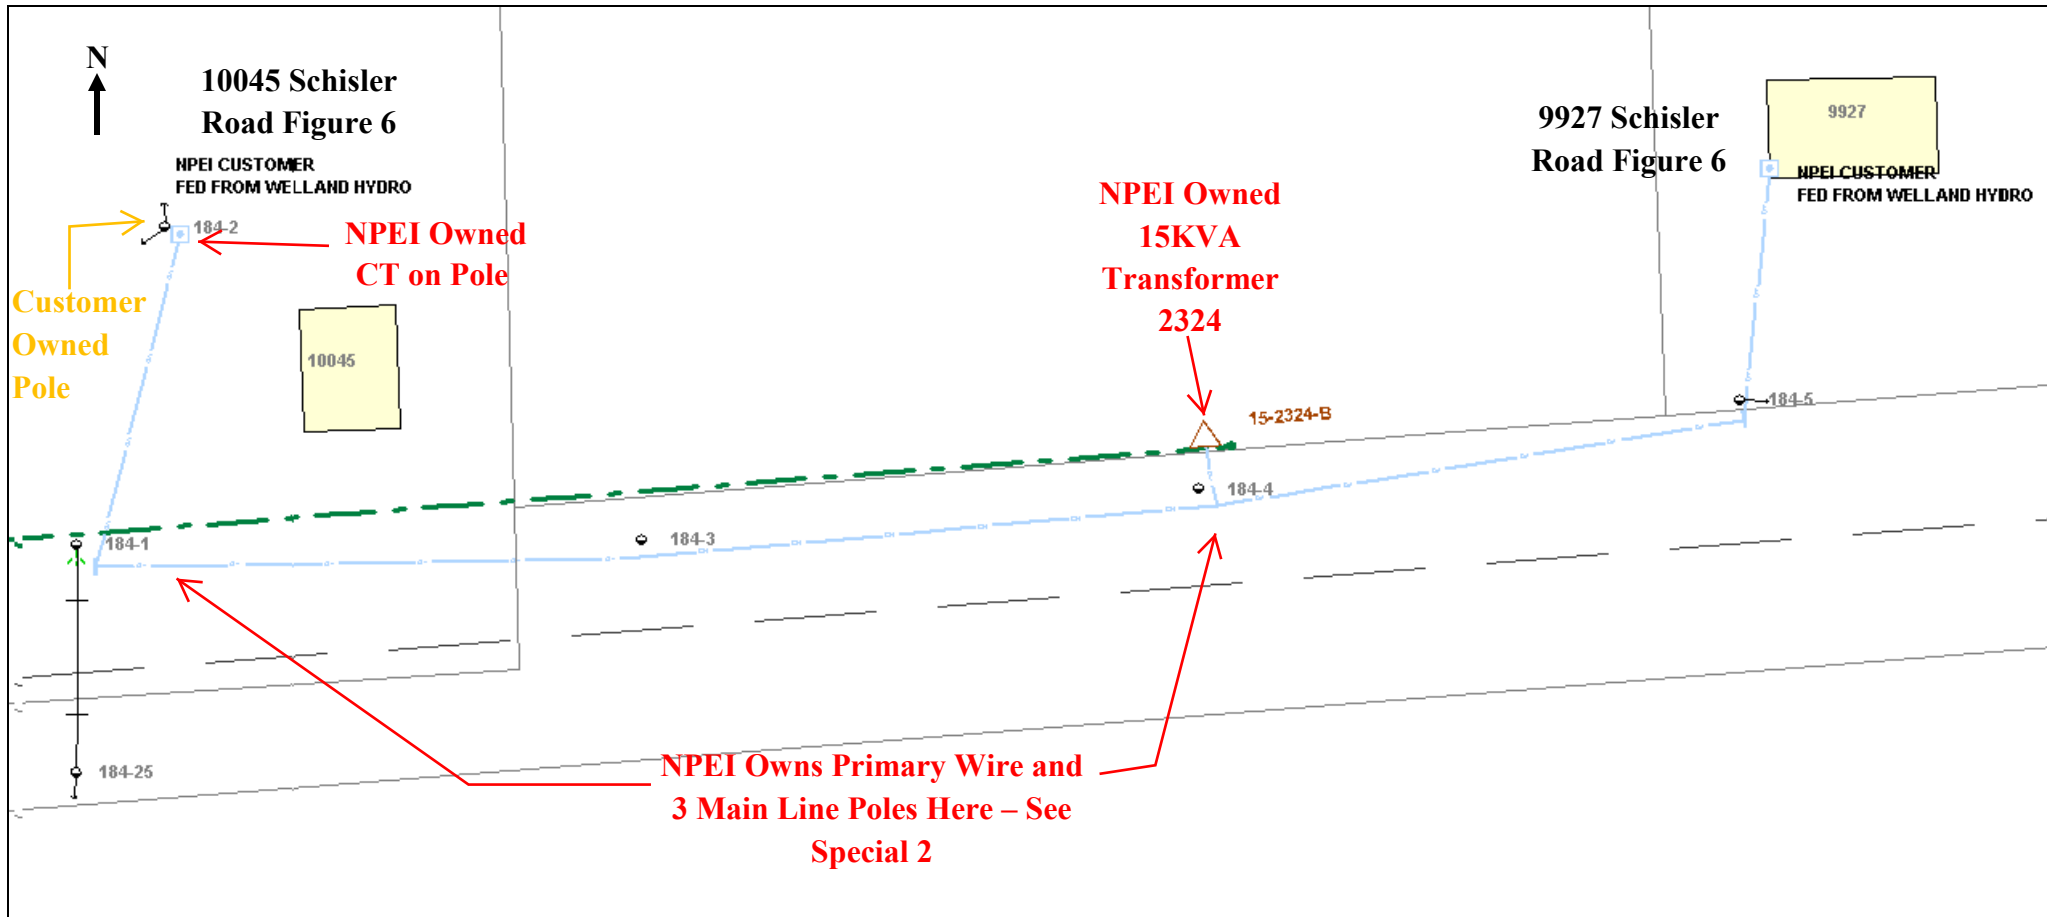 N
10045 Schisler
Road Figure 6
NPEI CUSTOMER
FED FROM WELLAND HYDRO
184-2
NPEI Owned
CT on Pole
Customer
Owned
Pole
10045
NPEI Owned
15KVA
Transformer
2324
15-2324-B
9927 Schisler
Road Figure 6
9927
NPEI CUSTOMER
FED FROM WELLAND HYDRO
184-5
184-4
184-3
184-1
184-25
NPEI Owns Primary Wire and
3 Main Line Poles Here – See
Special 2